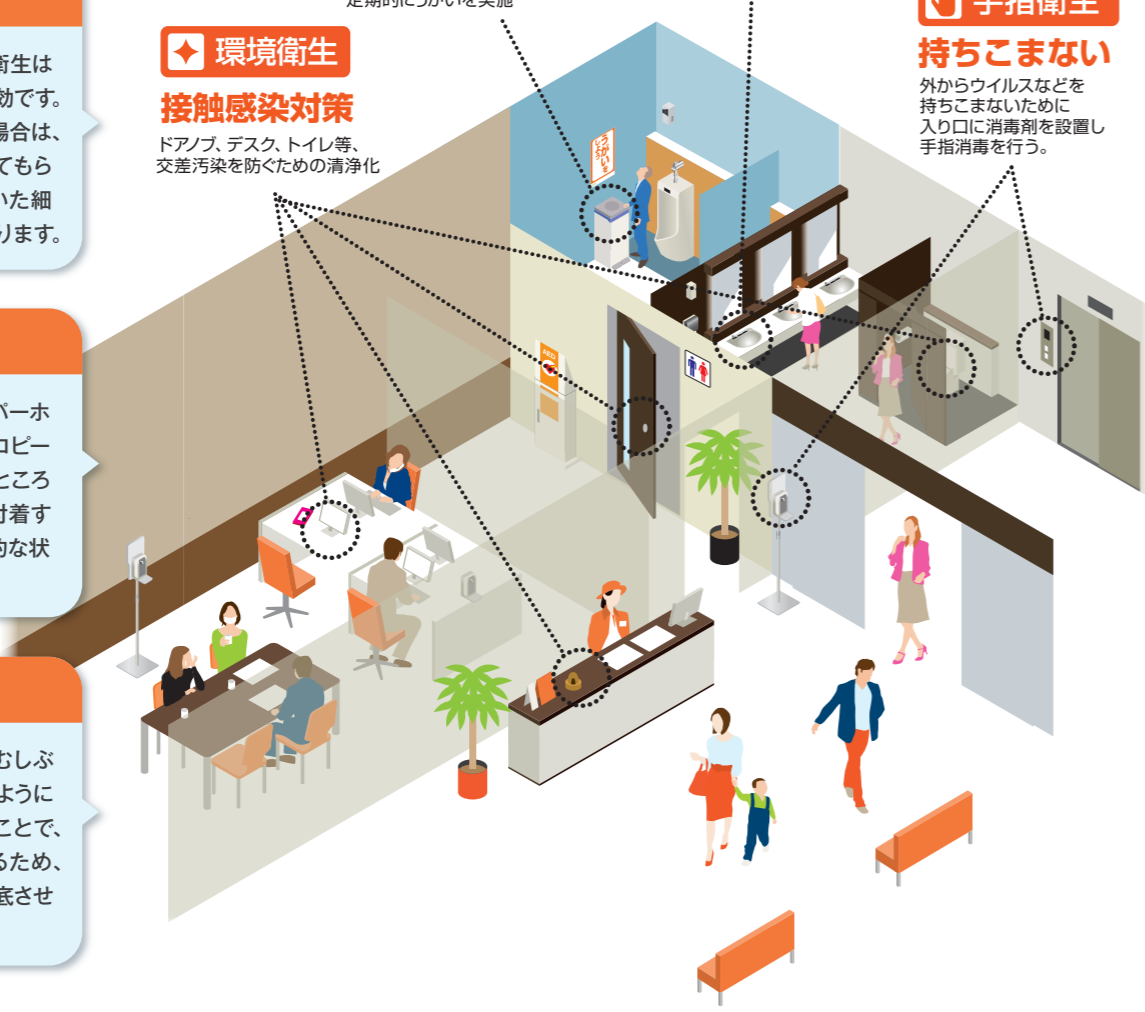 定期的にうがいを実施
手指衛生
環境衛生
持ちこまない
接触感染対策
外からウイルスなどを
持ちこまないために
入り口に消毒剤を設置し
手指消毒を行う。
ドアノブ、デスク、トイレ等、
交差汚染を防ぐための清浄化
衛生は
効です。
場合は、
てもら
いた細
ります。
パーホ
コピー
ところ
付着す
的な状
むしぶ
ように
ことで、
るため、
底させ
うがいを
しよう
AED